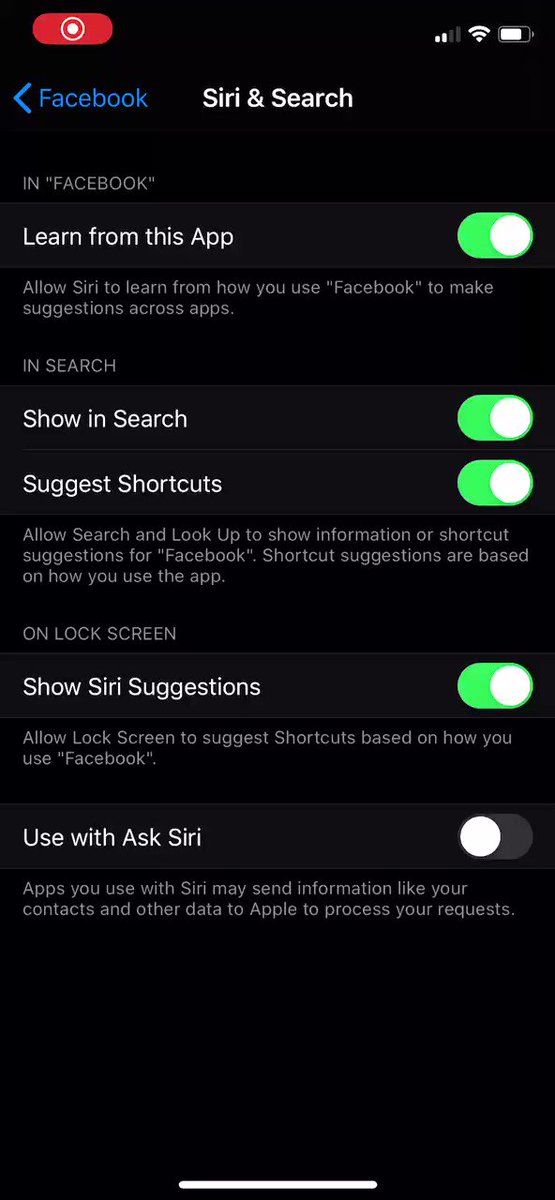 Facebook
Siri & Search
IN "FACEBOOK"
Learn from this App
Allow Siri to learn from how you use "Facebook" to make
suggestions across apps.
IN SEARCH
Show in Search
Suggest Shortcuts
Allow Search and Look Up to show information or shortcut
suggestions for "Facebook". Shortcut suggestions are based
on how you use the app.
ON LOCK SCREEN
Show Siri Suggestions
Allow Lock Screen to suggest Shortcuts based on how you
use "Facebook".
Use with Ask Siri
Apps you use with Siri may send information like your
contacts and other data to Apple to process your requests.